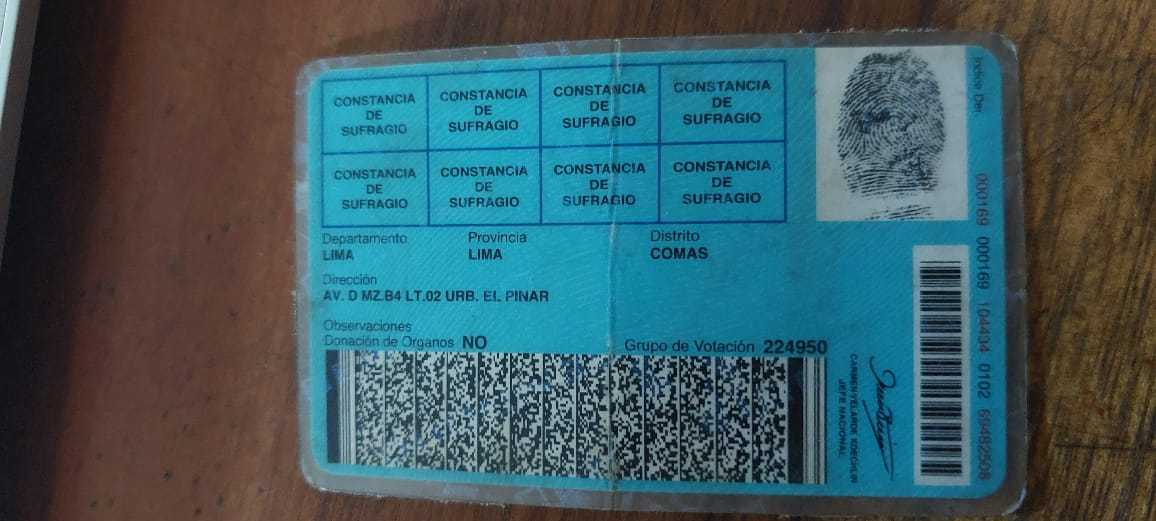 CONSTANCIA DE SUFRAGIO
CONSTANCIA DE SUFRAGIO
CONSTANCIA DE SUFRAGIO
CONSTANCIA DE SUFRAGIO
CONSTANCIA DE SUFRAGIO
CONSTANCIA DE SUFRAGIO
CONSTANCIA DE SUFRAGIO
CONSTANCIA DE SUFRAGIO
Departamento Provincia Distrito
LIMA LIMA COMAS
Dirección
AV. D MZ.B4 LT.02 URB. EL PINAR
Observaciones
Donación de Organos NO
Grupo de Votación 224950
CARMEN VELARDE KOECHLIN
JEFE NACIONAL
Indice Der.
000169 000169 104434 0102 69482508